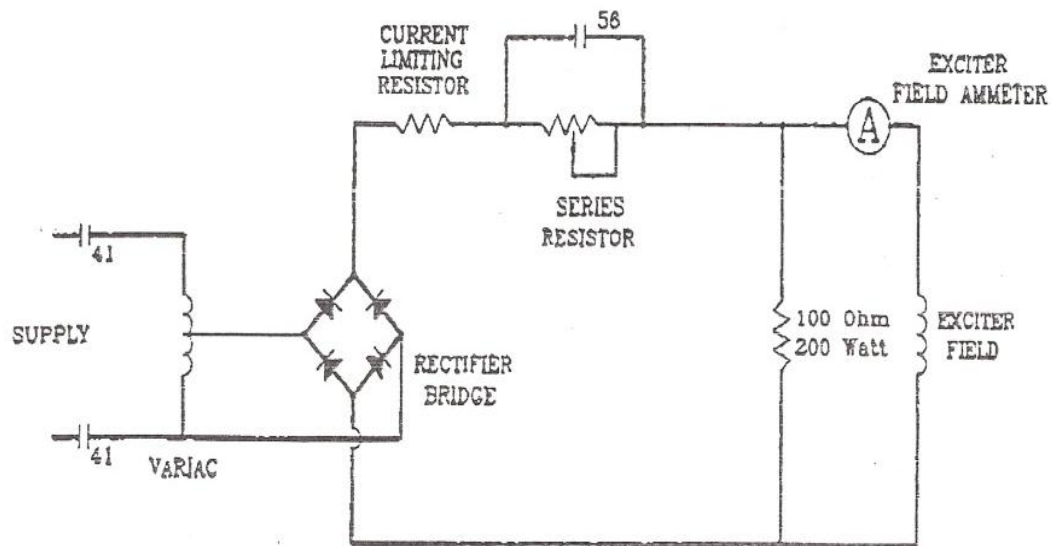 56
CURRENT
LIMITING
RESISTOR
EXCITER
FIELD AMMETER
A
SERIES
RESISTOR
41
SUPPLY
100 Ohm
200 Watt
EXCITER
FIELD
RECTIFIER
BRIDGE
41
VARIAC